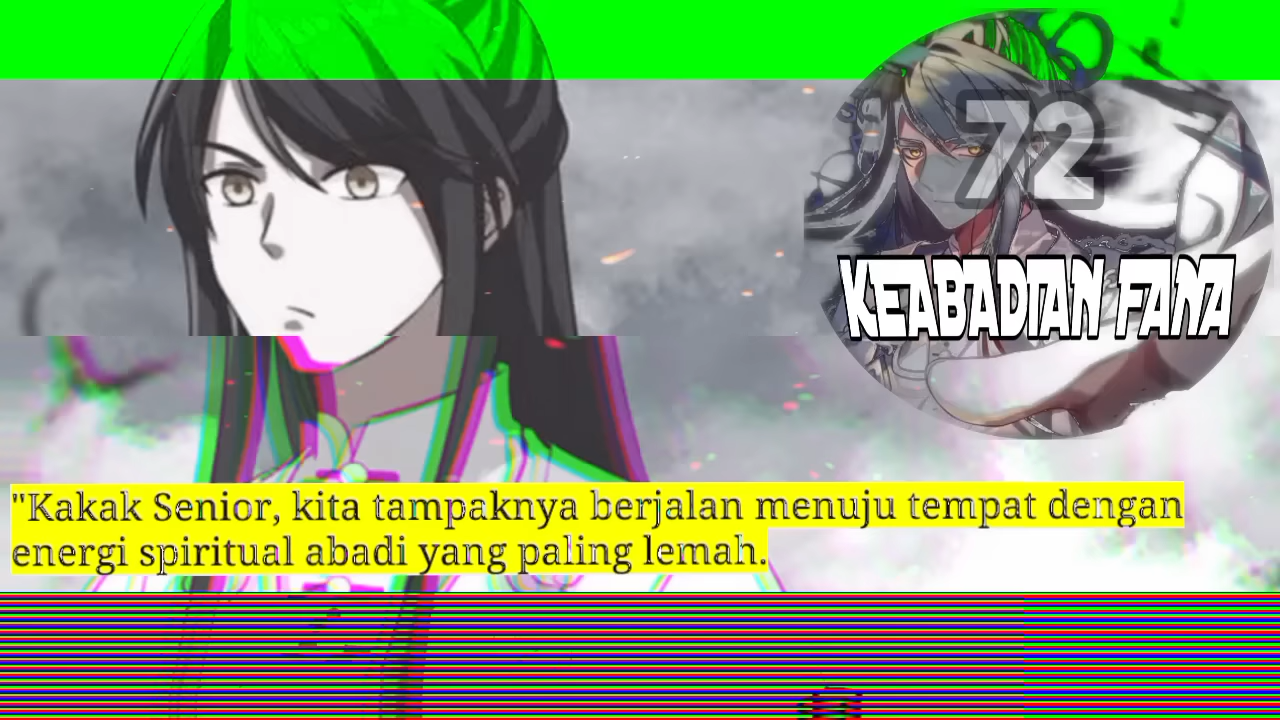 72
KEABADIAN FANA
"Kakak Senior, kita tampaknya berjalan menuju tempat dengan
energi spiritual abadi yang paling lemah.